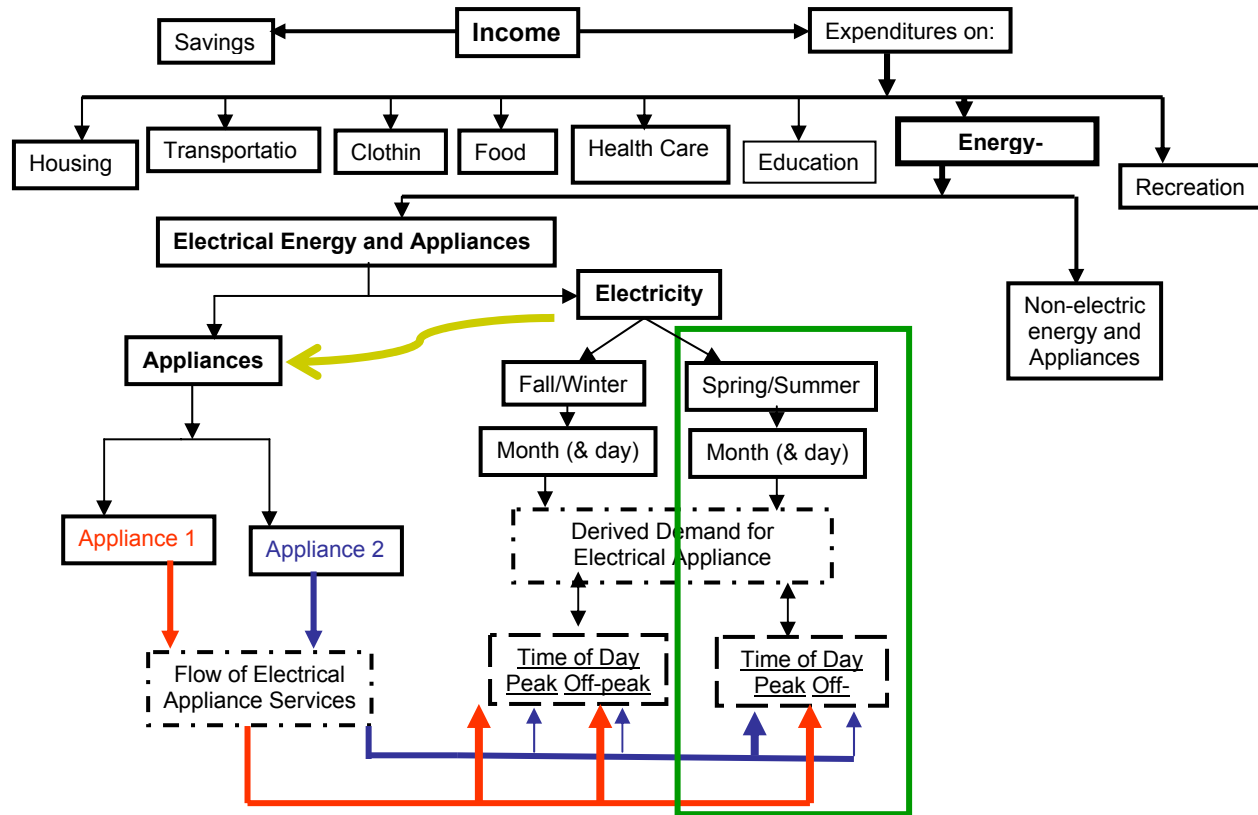 Savings
Income
Expenditures on:
Housing
Transportatio
Clothin
Food
Health Care
Education
Energy-
Recreation
Electrical Energy and Appliances
Electricity
Non-electric
energy and
Appliances
Appliances
Fall/Winter
Spring/Summer
Month (& day)
Month (& day)
Appliance 1
Appliance 2
Derived Demand for
Electrical Appliance
Flow of Electrical
Appliance Services
Time of Day
Peak Off-peak
Time of Day
Peak Off-